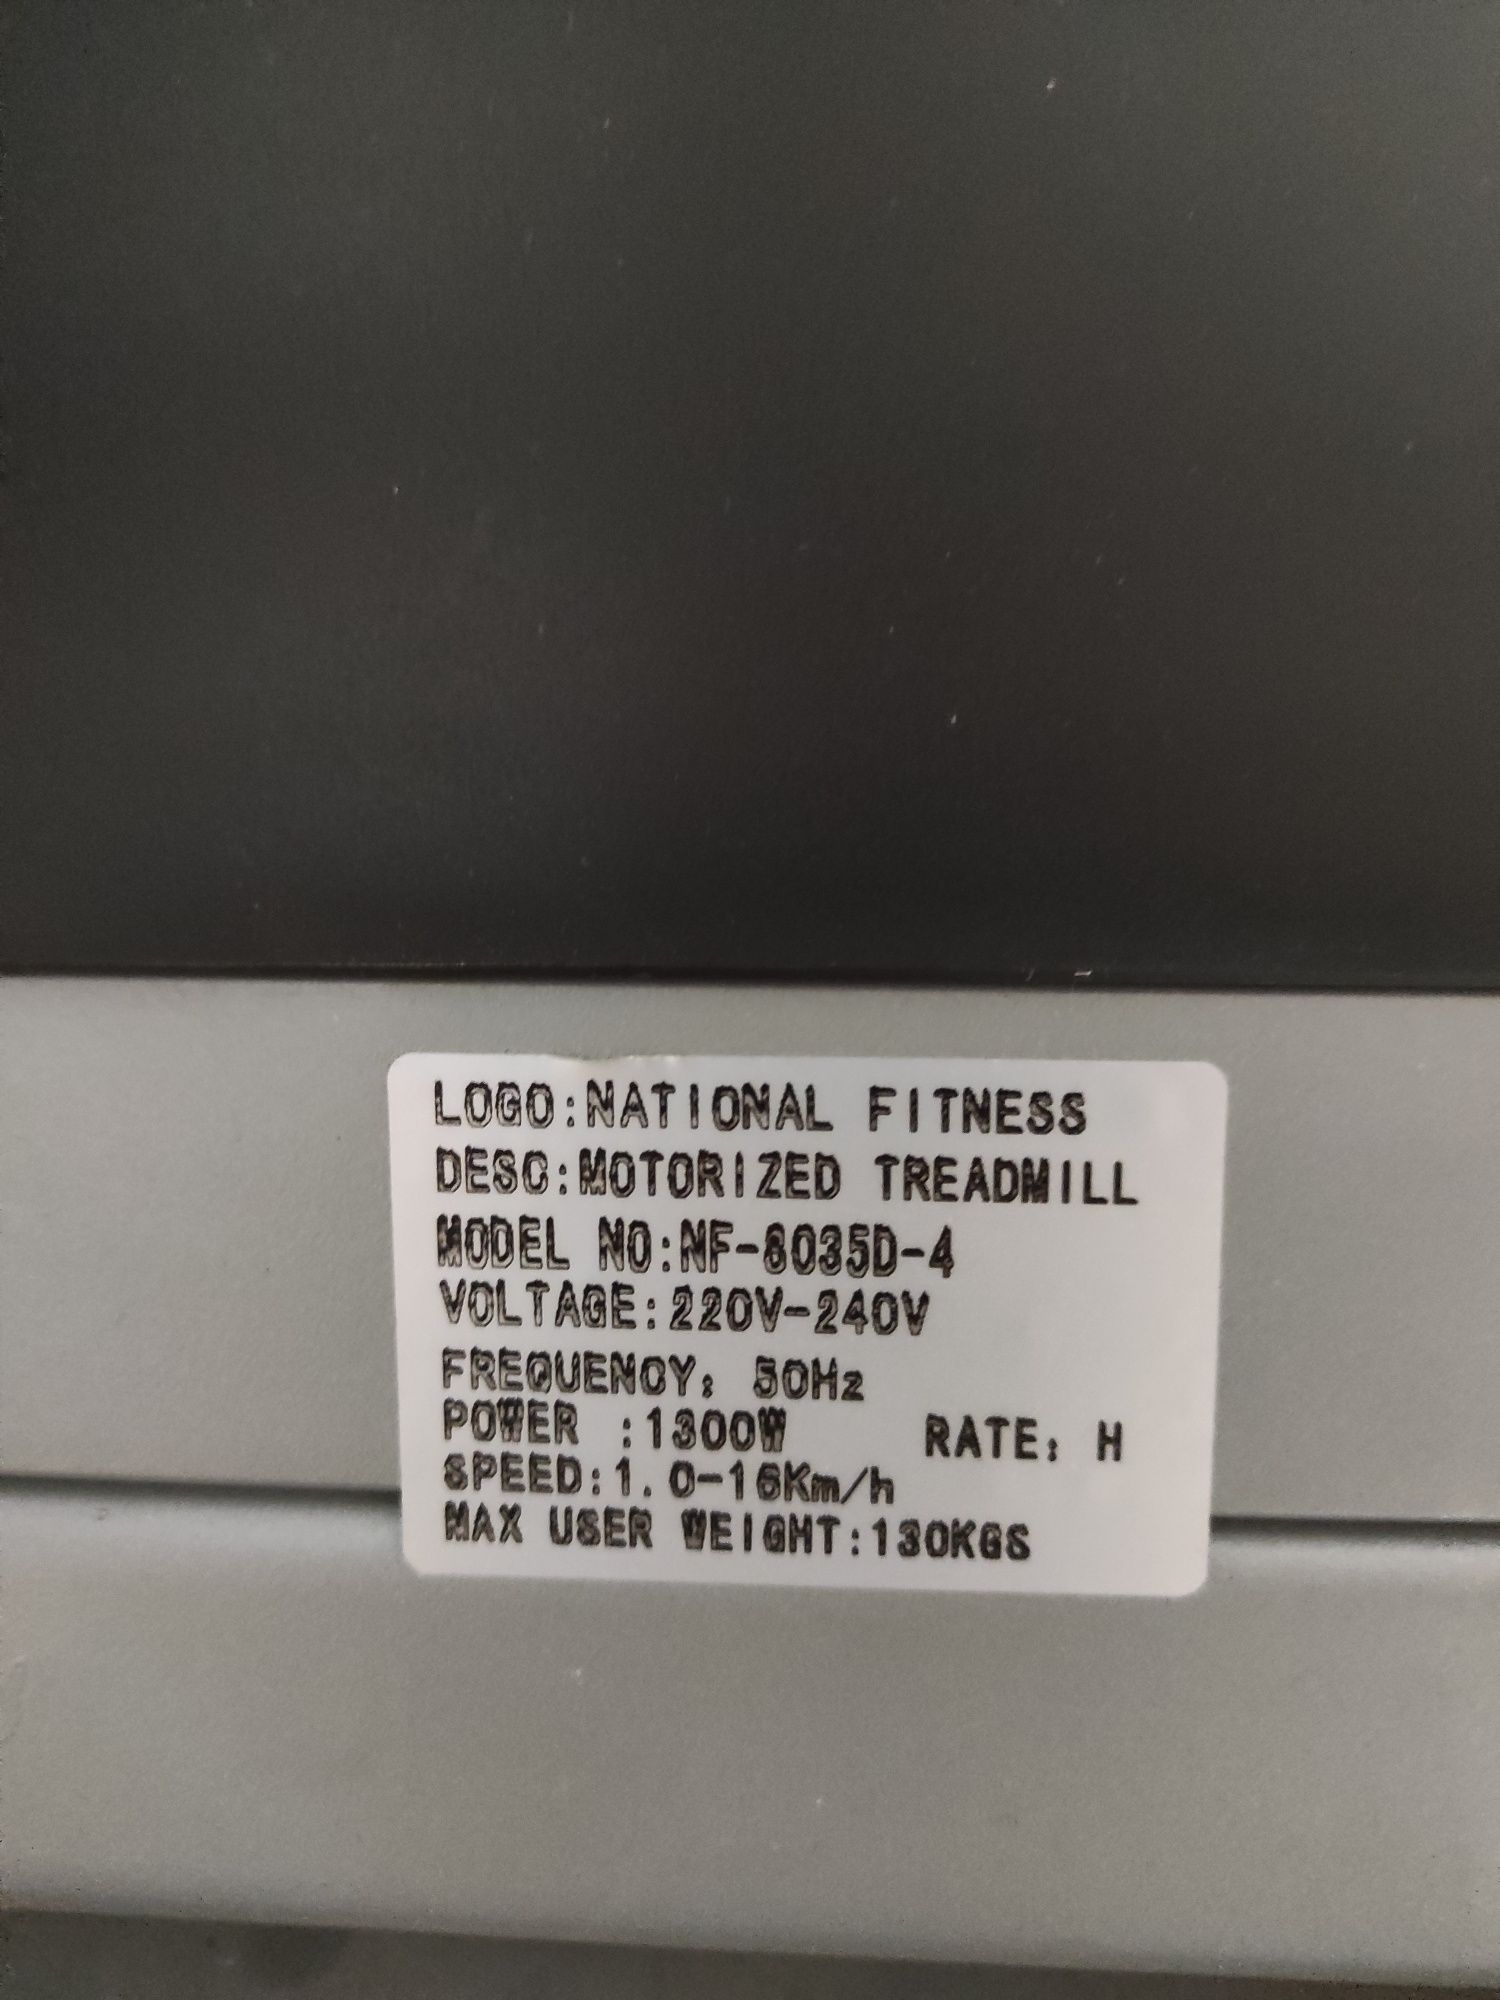 LOGO:NATIONAL FITNESS
DESC:MOTORIZED TREADMILL
MODEL NO:NF-8035D-4
VOLTAGE:220V-240V
FREQUENCY: 50Hz
POWER :1300W RATE: H
SPEED:1.0-16Km/h
MAX USER WEIGHT:130KGS